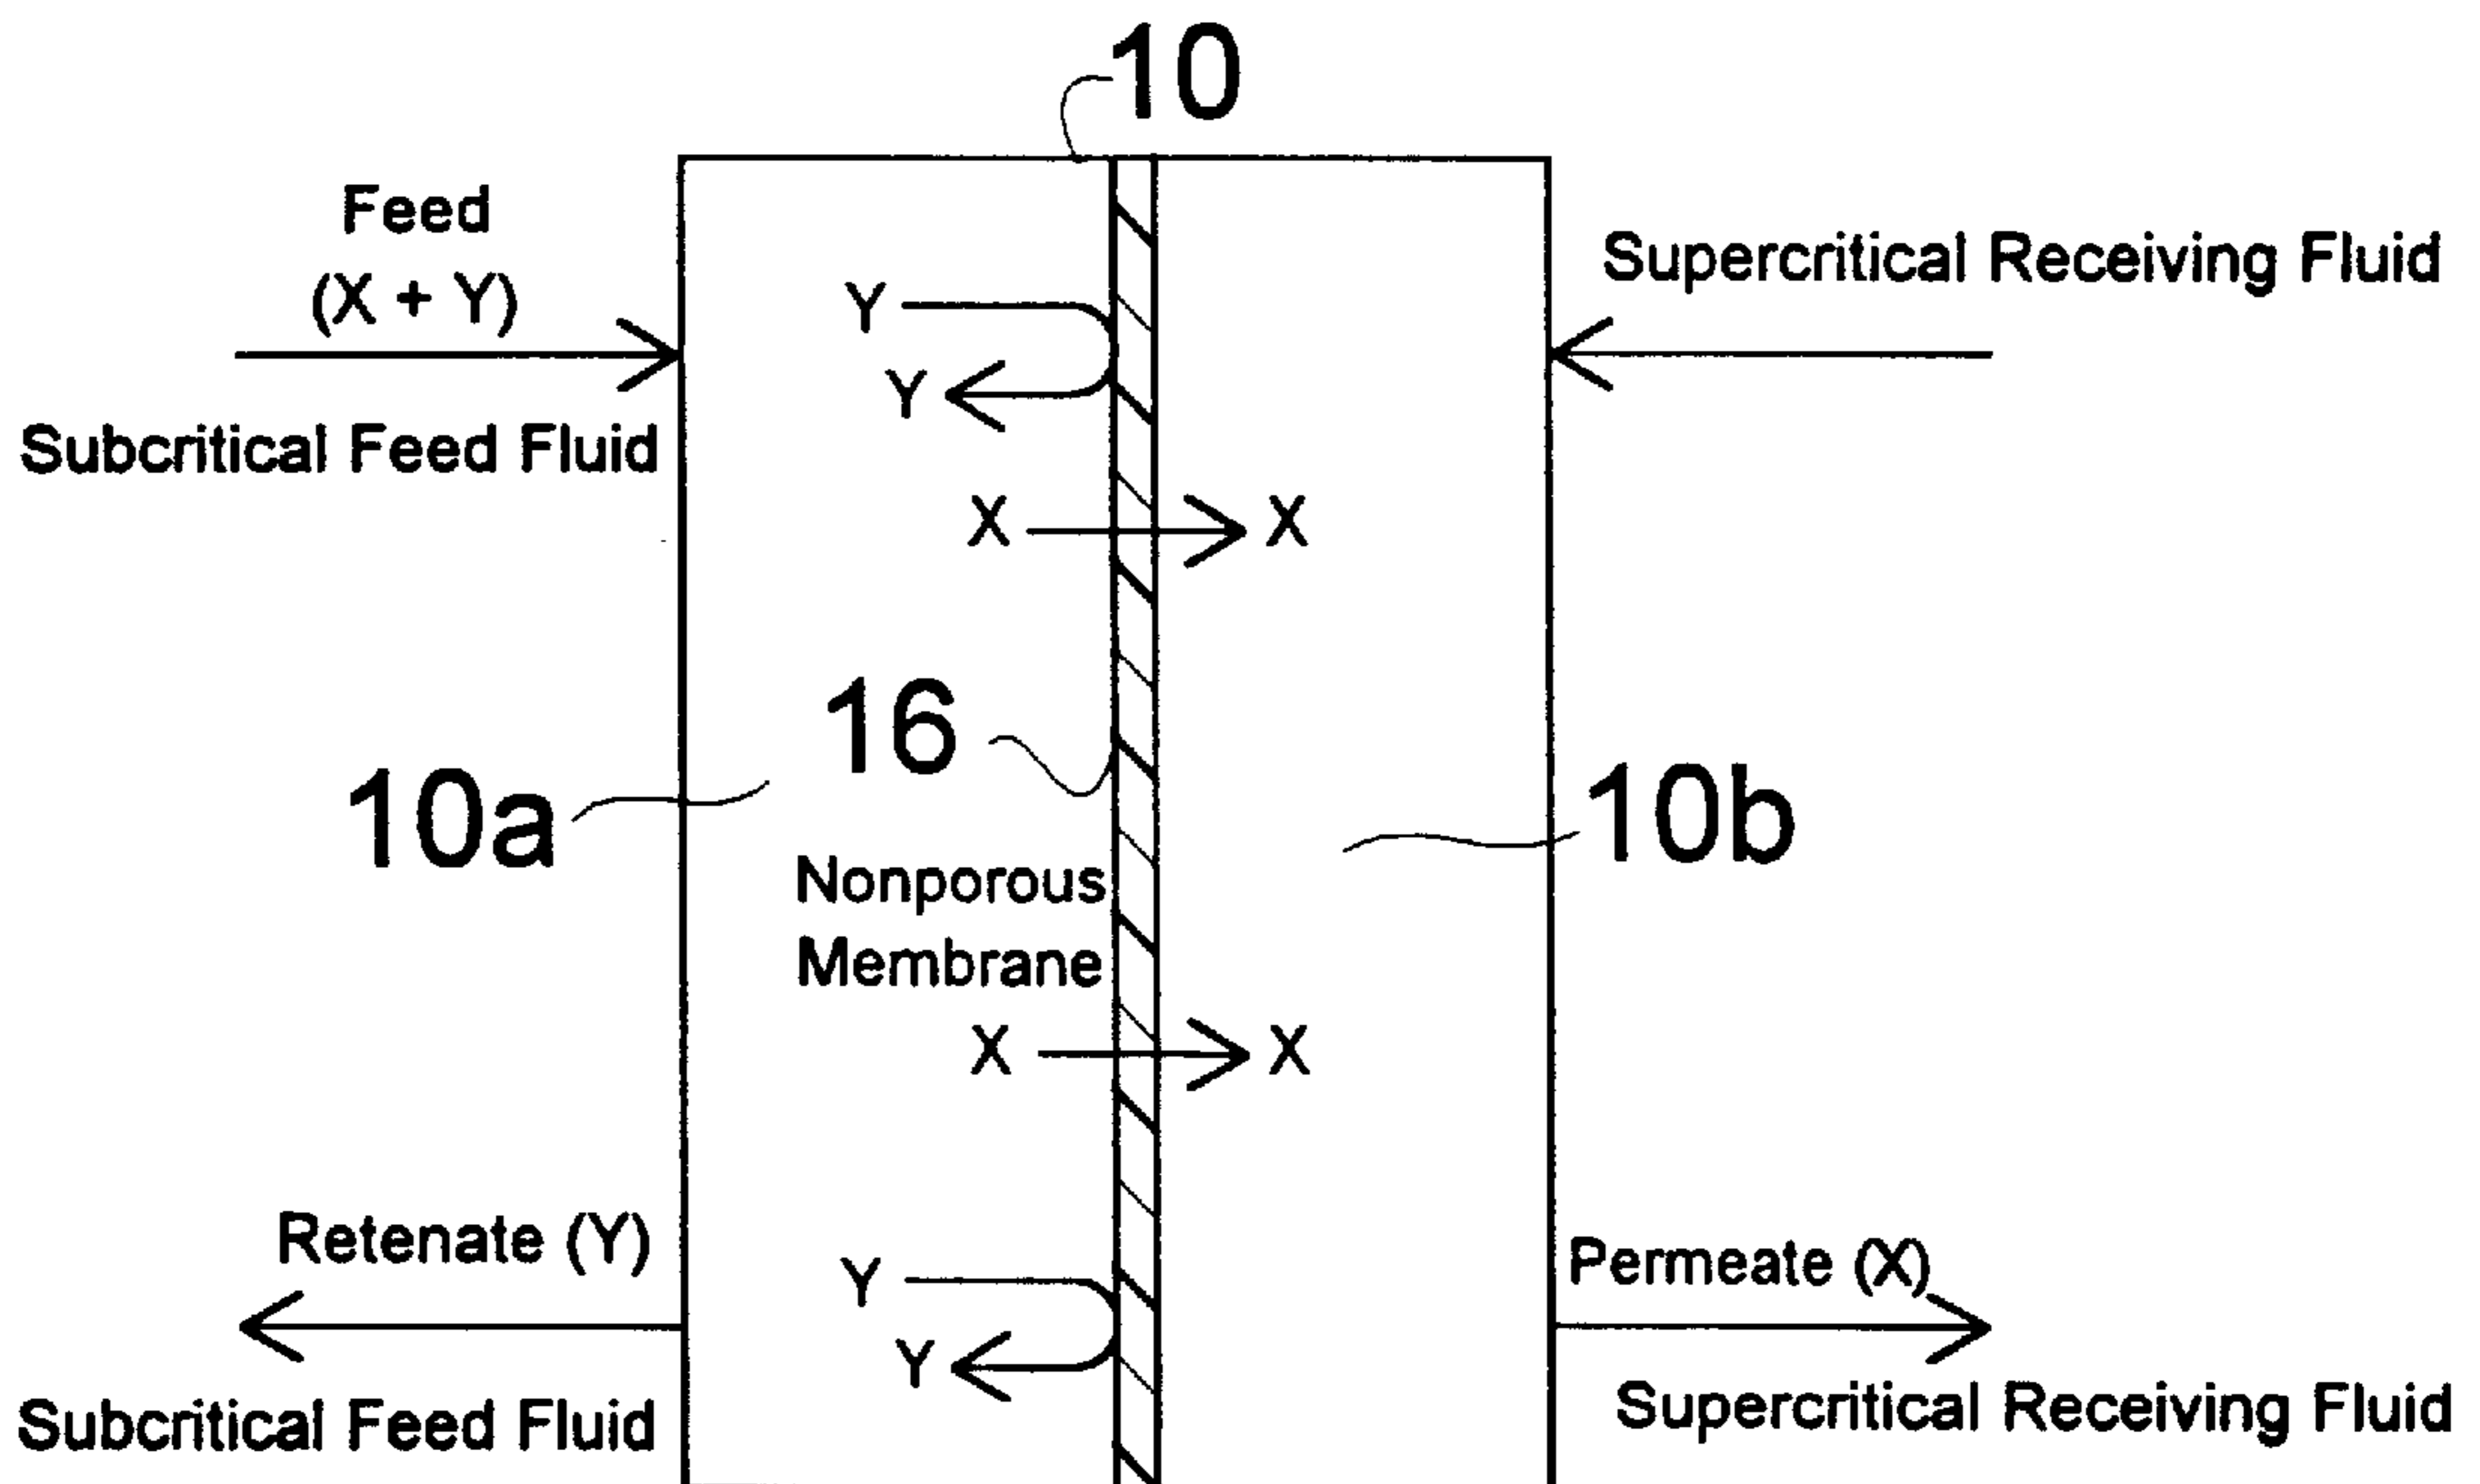 10
Feed
(X + Y)
Subcritical Feed Fluid
Supercritical Receiving Fluid
Y
Y
X
X
16
10a
10b
Nonporous
Membrane
X
X
Retenate (Y)
Subcritical Feed Fluid
Y
Y
Permeate (X)
Supercritical Receiving Fluid